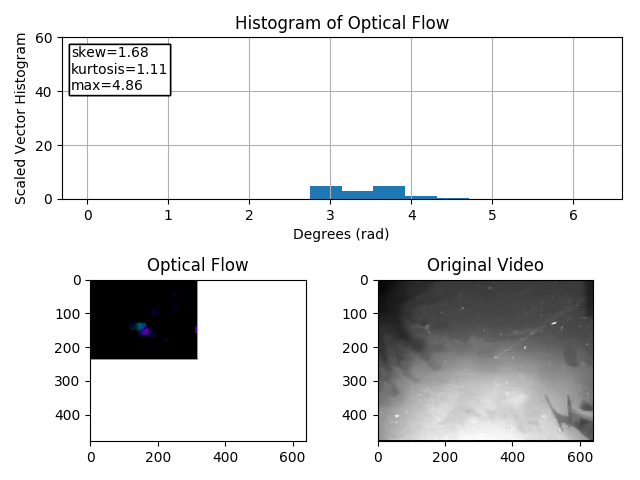 Histogram of Optical Flow
Scaled Vector Histogram
60
40
20
0
skew=1.68
kurtosis=1.11
max=4.86
0 1 2 3 4 5 6
Degrees (rad)
Optical Flow
0
100
200
300
400
0 200 400 600
Original Video
0
100
200
300
400
0 200 400 600